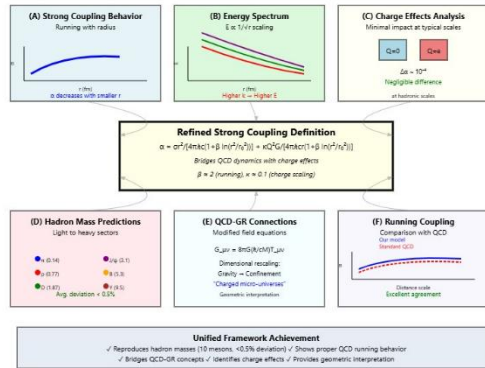 (A) Strong Coupling Behavior
Running with radius
α
r (fm)
α decreases with smaller r
(B) Energy Spectrum
E ∝ 1/√r scaling
E
r (fm)
Higher k → Higher E
(C) Charge Effects Analysis
Minimal impact at typical scales
Q=0
Q=e
Negligible difference
at hadronic scales
Refined Strong Coupling Definition
Bridges QCD dynamics with charge effects
β ≈ 2 (running), κ ≈ 0.1 (charge scaling)
(D) Hadron Mass Predictions
Light to heavy sectors
π (0.14)
J/ψ (3.1)
ρ (0.77)
B (5.3)
D (1.87)
Υ (9.5)
Avg. deviation < 0.5%
(E) QCD-GR Connections
Modified field equations
G_μν = 8πG(ħ/cM)T_μν
Dimensional rescaling:
Gravity → Confinement
"Charged micro-universes"
Geometric interpretation
(F) Running Coupling
Comparison with QCD
Our model
Standard QCD
α
Distance scale
Excellent agreement
Unified Framework Achievement
✓ Reproduces hadron masses (10 mesons, <0.5% deviation) ✓ Shows proper QCD running behavior
✓ Bridges QCD-GR concepts ✓ Identifies charge effects ✓ Provides geometric interpretation